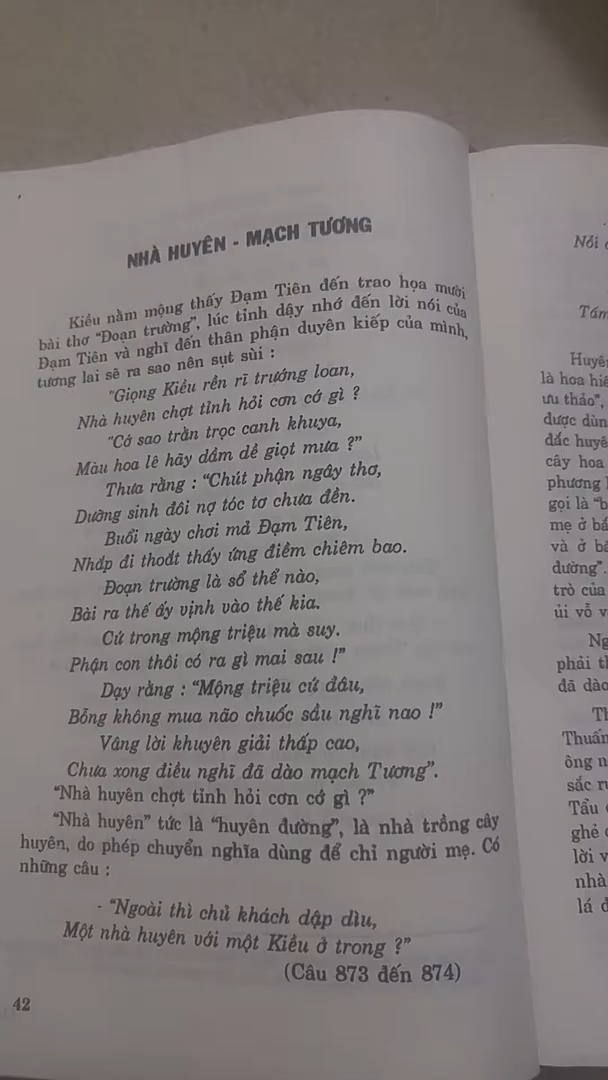 NHÀ HUYÊN - MẠCH TƯƠNG
Kiều nằm mộng thấy Đạm Tiên đến trao họa mười
bài thơ “Đoạn trường”, lúc tỉnh dậy nhớ đến lời nói của
Đạm Tiên và nghĩ đến thân phận duyên kiếp của mình,
tương lai sẽ ra sao nên sụt sùi :
"Giọng Kiều rền rĩ trướng loan,
Nhà huyên chợt tỉnh hỏi cơn cớ gì ?
"Cớ sao trằn trọc canh khuya,
Màu hoa lê hãy dầm dề giọt mưa ?”
Thưa rằng : “Chút phận ngây thơ,
Dưỡng sinh đôi nợ tóc tơ chưa đền.
Buổi ngày chơi mả Đạm Tiên,
Nhắp đi thoắt thấy ứng điềm chiêm bao.
Đoạn trường là sổ thể nào,
Bài ra thế ấy vịnh vào thế kia.
Cứ trong mộng triệu mà suy.
Phận con thôi có ra gì mai sau !”
Dạy rằng : “Mộng triệu cứ đâu,
Bỗng không mua não chuốc sầu nghĩ nao !”
Vâng lời khuyên giải thấp cao,
Chưa xong điều nghĩ đã dào mạch Tương”.
“Nhà huyên chợt tỉnh hỏi cơn cớ gì ?”
“Nhà huyên” tức là “huyên đường”, là nhà trồng cây
huyên, do phép chuyển nghĩa dùng để chỉ người mẹ. Có
những câu :
- “Ngoài thì chủ khách dập dìu,
Một nhà huyên với một Kiều ở trong ?”
(Câu 873 đến 874)
42
Nỏi
Tấm
Huyên
là hoa hiê
ưu thảo”,
được dùn
đắc huyê
cây hoa
phương
gọi là “b
mẹ ở bắ
và ở bắ
đường”.
trò của
ủi vỗ v
Ng
phải th
đã dào
Th
Thuấn
ông n
sắc rư
Tẩu
ghẻ
lời v
nhà
lá đ